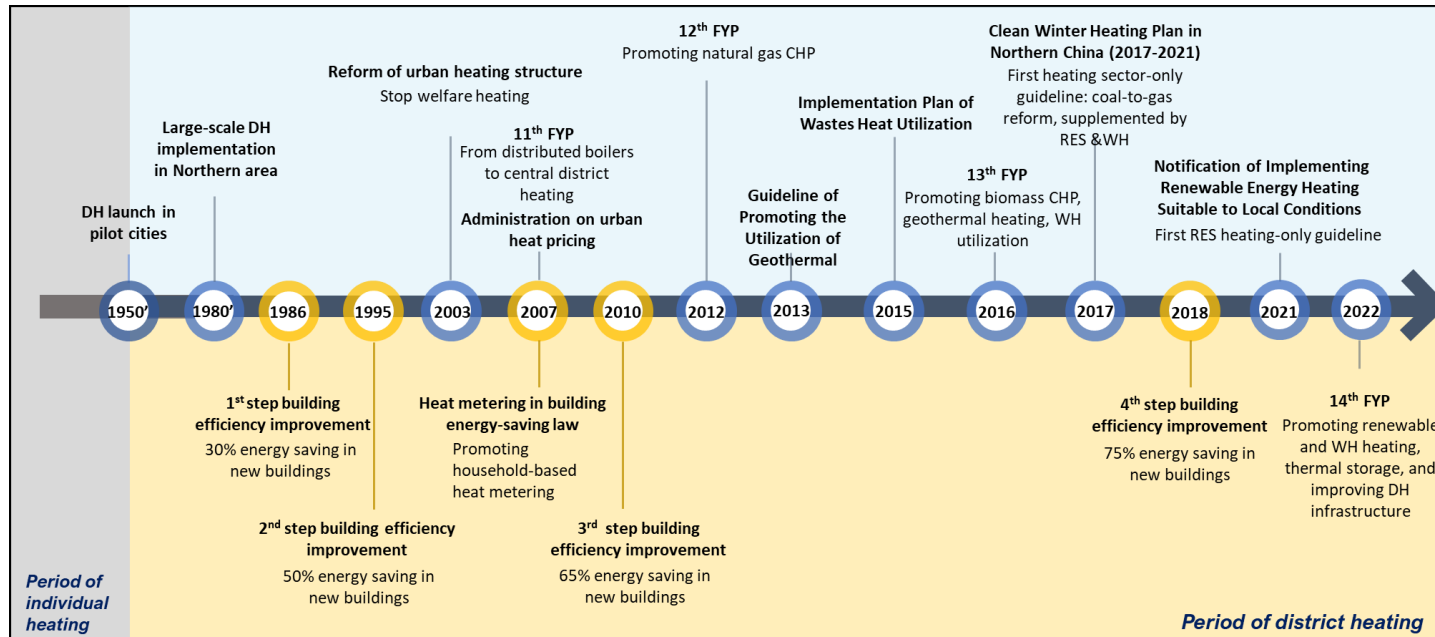 DH launch in
pilot cities
Large-scale DH
implementation
in Northern area
Reform of urban heating structure
Stop welfare heating
11th FYP
From distributed boilers
to central district
heating
Administration on urban
heat pricing
12th FYP
Promoting natural gas CHP
Guideline of
Promoting the
Utilization of
Geothermal
Implementation Plan of
Wastes Heat Utilization
13th FYP
Promoting biomass CHP,
geothermal heating, WH
utilization
Clean Winter Heating Plan in
Northern China (2017-2021)
First heating sector-only
guideline: coal-to-gas
reform, supplemented by
RES &WH
Notification of Implementing
Renewable Energy Heating
Suitable to Local Conditions
First RES heating-only guideline
1950'
1980'
1986
1995
2003
2007
2010
2012
2013
2015
2016
2017
2018
2021
2022
1st step building
efficiency improvement
30% energy saving in
new buildings
2nd step building efficiency
improvement
50% energy saving in
new buildings
Heat metering in building
energy-saving law
Promoting
household-based
heat metering
3rd step building
efficiency improvement
65% energy saving in
new buildings
4th step building
efficiency improvement
75% energy saving in
new buildings
14th FYP
Promoting renewable
and WH heating,
thermal storage, and
improving DH
infrastructure
Period of
individual
heating
Period of district heating